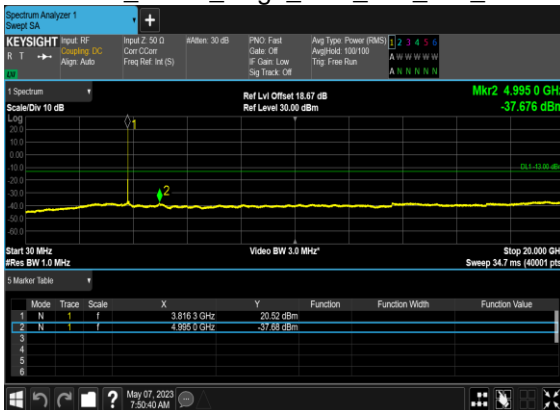 Spectrum Analyzer 1
Swept SA
+
KEYSIGHT Input: RF Input Z: 50 Ω #Atten: 30 dB PNO: Fast Avg Type: Power (RMS) 1 2 3 4 5 6
R T Coupling: DC Corr CCorr Gate: Off Avg|Hold: 100/100 A W W W W W
Align: Auto Freq Ref: Int (S) IF Gain: Low Trig: Free Run
Sig Track: Off A N N N N N
1 Spectrum Ref Lvl Offset 18.67 dB Mkr2 4.995 0 GHz
Scale/Div 10 dB Ref Level 30.00 dBm -37.676 dBm
Log
20.0
10.0
0.00
-10.0
-20.0
-30.0
-40.0
-50.0
-60.0
1
2
DL1 -13.00 dBm
Start 30 MHz Video BW 3.0 MHz* Stop 20.000 GHz
#Res BW 1.0 MHz Sweep 34.7 ms (40001 pts)
5 Marker Table
Mode Trace Scale X Y Function Function Width Function Value
1 N 1 f 3.816 3 GHz 20.52 dBm
2 N 1 f 4.995 0 GHz -37.68 dBm
3
4
5
6
? May 07, 2023
7:50:40 AM